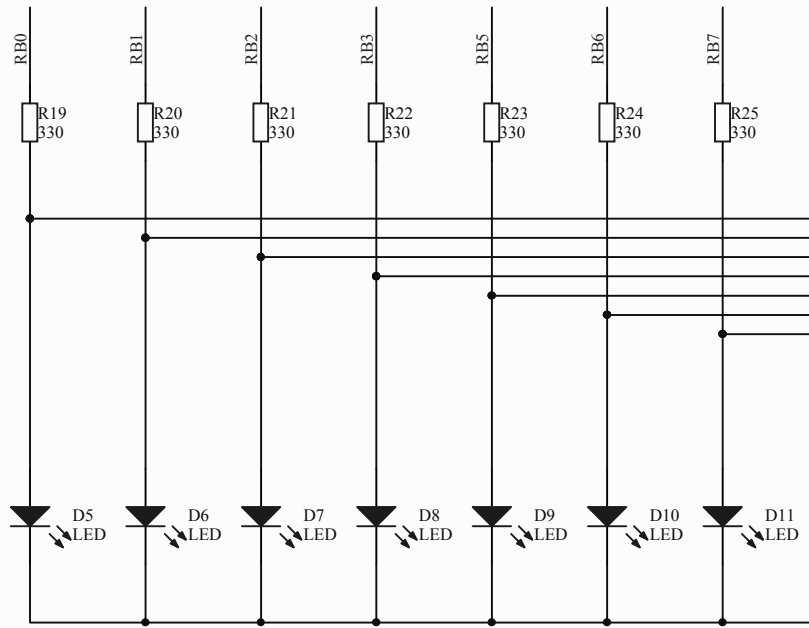 RB0
RB1
RB2
RB3
RB5
RB6
RB7
R19
330
R20
330
R21
330
R22
330
R23
330
R24
330
R25
330
D5
LED
D6
LED
D7
LED
D8
LED
D9
LED
D10
LED
D11
LED